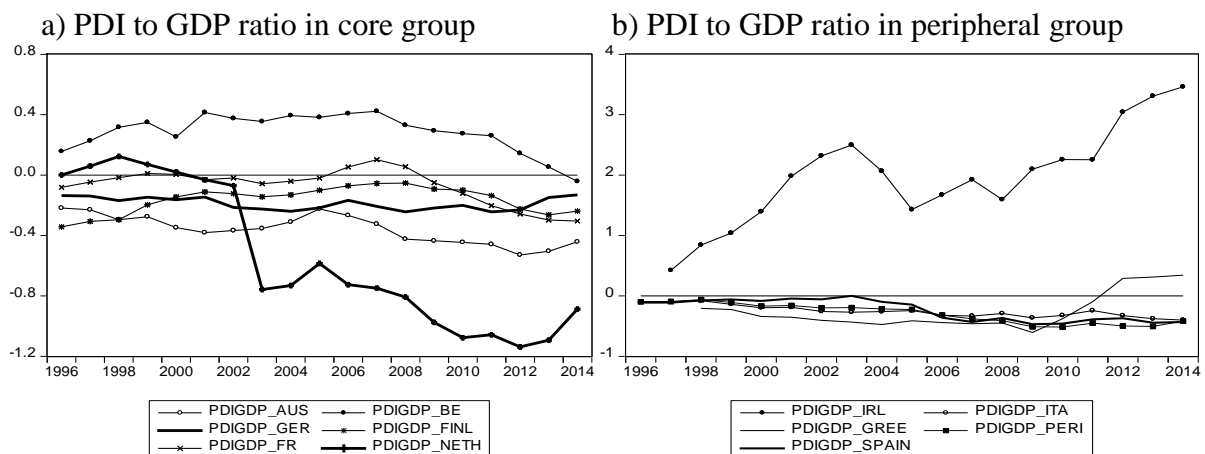 a) PDI to GDP ratio in core group
0.8
0.4
0.0
-0.4
-0.8
-1.2
1996 1998 2000 2002 2004 2006 2008 2010 2012 2014
PDIGDP_AUS PDIGDP_BE
PDIGDP_GER PDIGDP_FINL
PDIGDP_FR PDIGDP_NETH
b) PDI to GDP ratio in peripheral group
4
3
2
1
0
-1
1996 1998 2000 2002 2004 2006 2008 2010 2012 2014
PDIGDP_IRL PDIGDP_ITA
PDIGDP_GREE PDIGDP_PERI
PDIGDP_SPAIN